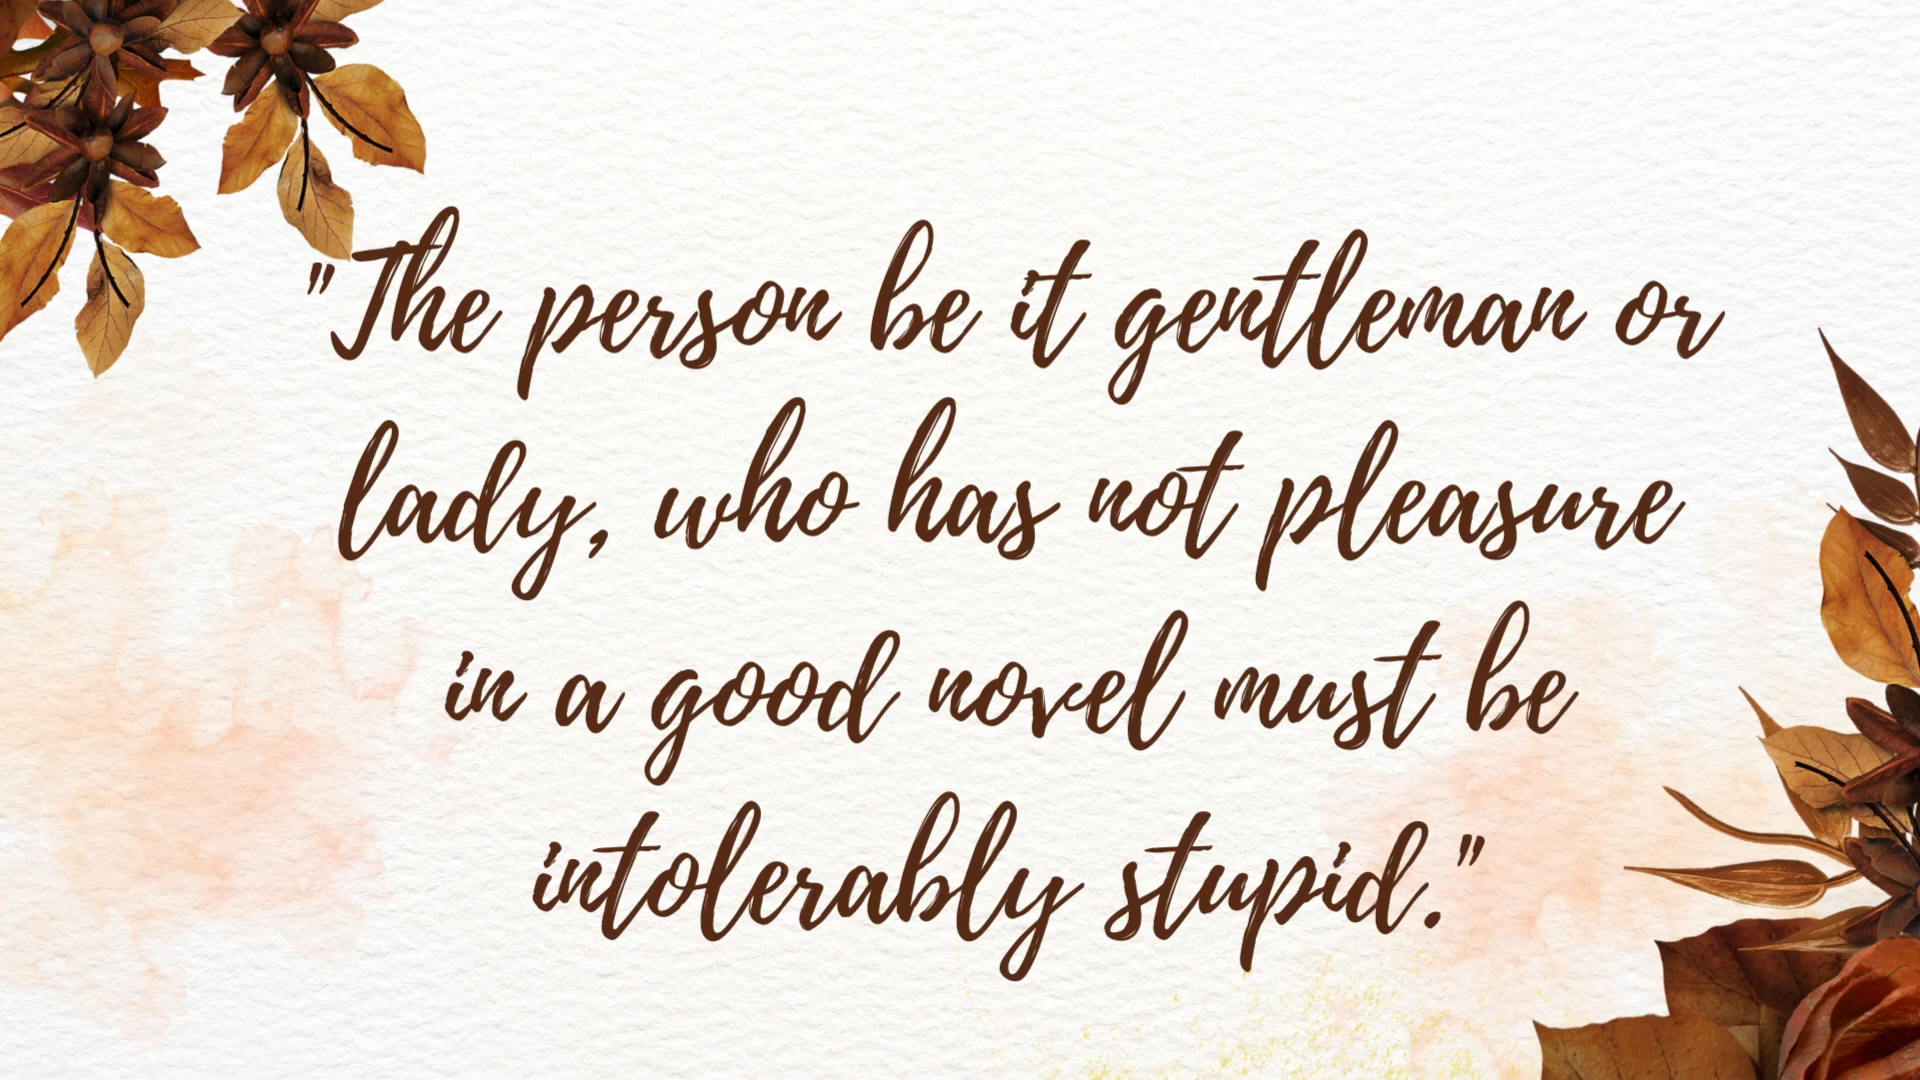 "The person be it gentleman or
lady, who has not pleasure
in a good novel must be
intolerably stupid."